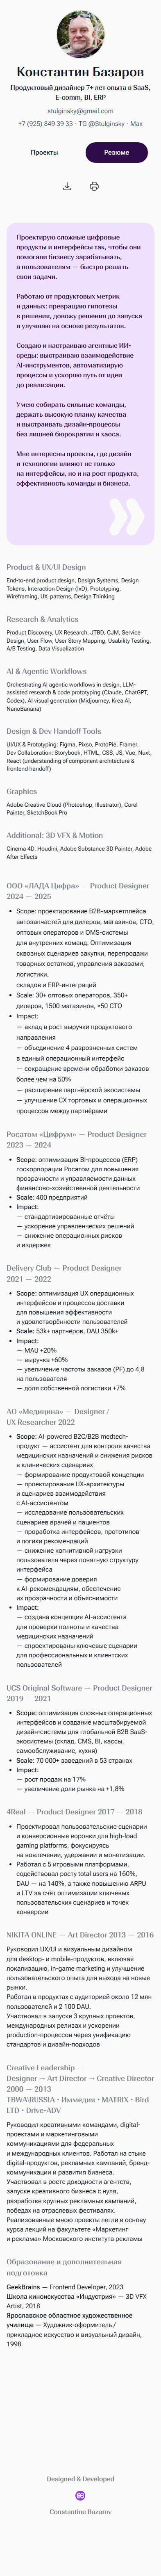 Константин Базаров
Продуктовый дизайнер 7+ лет опыта в SaaS,
E-comm, BI, ERP
stulginsky@gmail.com
+7 (925) 849 39 33 · TG @Stulginsky · Max
Проекты
Резюме
Проектирую сложные цифровые
продукты и интерфейсы так, чтобы они
помогали бизнесу зарабатывать,
а пользователям — быстро решать
свои задачи.
Работаю от продуктовых метрик
и данных: превращаю гипотезы
в решения, довожу решения до запуска
и улучшаю на основе результатов.
Создаю и настраиваю агентные ИИ-
среды: выстраиваю взаимодействие
AI-инструментов, автоматизирую
процессы и ускоряю путь от идеи
до реализации.
Умею собирать сильные команды,
держать высокую планку качества
и выстраивать дизайн-процессы
без лишней бюрократии и хаоса.
Мне интересны проекты, где дизайн
и технологии влияют не только
на интерфейсы, но и на рост продукта,
эффективность команды и бизнеса.
Product & UX/UI Design
End-to-end product design, Design Systems, Design
Tokens, Interaction Design (IxD), Prototyping,
Wireframing, UX-patterns, Design Thinking
Research & Analytics
Product Discovery, UX Research, JTBD, CJM, Service
Design, User Flow, User Story Mapping, Usability Testing,
A/B Testing, Data Visualization
AI & Agentic Workflows
Orchestrating AI agentic workflows in design, LLM-
assisted research & code prototyping (Claude, ChatGPT,
Codex), AI visual generation (Midjourney, Krea AI,
NanoBanana)
Design & Dev Handoff Tools
UI/UX & Prototyping: Figma, Pixso, ProtoPie, Framer.
Dev Collaboration: Storybook, HTML, CSS, JS, Vue, Nuxt,
React (understanding of component architecture &
frontend handoff)
Graphics
Adobe Creative Cloud (Photoshop, Illustrator), Corel
Painter, SketchBook Pro
Additional: 3D VFX & Motion
Cinema 4D, Houdini, Adobe Substance 3D Painter, Adobe
After Effects
ООО «ЛАДА Цифра» — Product Designer
2024 — 2025
• Scope: проектирование B2B-маркетплейса
автозапчастей для дилеров, магазинов, СТО,
оптовых операторов и OMS-системы
для внутренних команд. Оптимизация
сквозных сценариев закупки, перепродажи
товарных остатков, управления заказами,
логистики,
складов и ERP-интеграций
• Scale: 30+ оптовых операторов, 350+
дилеров, 1500 магазинов, >50 СТО
• Impact:
— вклад в рост выручки продуктового
направления
— объединение 4 разрозненных систем
в единый операционный интерфейс
— сокращение времени обработки заказов
более чем на 50%
— расширение партнёрской экосистемы
— улучшение CX торговых и операционных
процессов между партнёрами
Росатом «Цифрум» — Product Designer
2023 — 2024
• Scope: оптимизация BI-процессов (ERP)
госкорпорации Росатом для повышения
прозрачности и управляемости данных
финансово-хозяйственной деятельности
• Scale: 400 предприятий
• Impact:
— стандартизированные отчёты
— ускорение управленческих решений
— снижение операционных рисков
и издержек
Delivery Club — Product Designer
2021 — 2022
• Scope: оптимизация UX операционных
интерфейсов и процессов доставки
для повышения эффективности
и удовлетворённости пользователей
• Scale: 53k+ партнёров, DAU 350k+
• Impact:
— MAU +20%
— выручка +60%
— увеличение частоты заказов (PF) до 4,8
на пользователя
— доля собственной логистики +7%
АО «Медицина» — Designer /
UX Researcher 2022
• Scope: AI-powered B2C/B2B medtech-
продукт — ассистент для контроля качества
медицинских назначений и снижения рисков
в клинических сценариях
— формирование продуктовой концепции
— проектирование UX-архитектуры
и сценариев взаимодействия
с AI-ассистентом
— исследование пользовательских
сценариев врачей и пациентов
— проработка интерфейсов, прототипов
и логики рекомендаций
— снижение когнитивной нагрузки
пользователя через понятную структуру
интерфейса
— формирование доверия
к AI-рекомендациям, обеспечение
их прозрачности и объяснимости
• Impact:
— создана концепция AI-ассистента
для проверки полноты и качества
медицинских назначений
— спроектированы ключевые сценарии
для профессиональных и клиентских
пользователей
UCS Original Software — Product Designer
2019 — 2021
• Scope: оптимизация сложных операционных
интерфейсов и создание масштабируемой
дизайн-системы для глобальной B2B SaaS-
экосистемы (склад, CMS, BI, кассы,
самообслуживание, кухня)
• Scale: 70 000+ заведений в 53 странах
• Impact:
— рост продаж на 17%
— увеличение доли рынка на +1,8%
4Real — Product Designer 2017 — 2018
• Проектировал пользовательские сценарии
и конверсионные воронки для high-load
gaming platforms, фокусируясь
на вовлечении, удержании и монетизации.
• Работал с 5 игровыми платформами,
содействовал росту total users на 160%,
DAU — на 140%, а также повышению ARPU
и LTV за счёт оптимизации ключевых
пользовательских сценариев и точек
конверсии
NIKITA ONLINE — Art Director 2013 — 2016
Руководил UX/UI и визуальным дизайном
для desktop- и mobile-продуктов, включая
локализацию, in-game marketing и улучшение
пользовательского опыта для выхода на новые
рынки.
Работал в продуктах с аудиторией около 12 млн
пользователей и 2 100 DAU.
Участвовал в запуске 3 крупных проектов,
международных релизах и ускорении
production-процессов через унификацию
стандартов и дизайн-подходов
Creative Leadership —
Designer → Art Director → Creative Director
2000 — 2013
TBWA\RUSSIA • Инмедия • MATRIX • Bird
LTD • Drive-ADV
Руководил креативными командами, digital-
проектами и маркетинговыми
коммуникациями для федеральных
и международных клиентов. Работал на стыке
digital-продуктов, рекламных кампаний, бренд-
коммуникации и развития бизнеса.
Участвовал в росте доходности агентств,
запуске креативного бизнеса с нуля,
разработке крупных рекламных кампаний,
победах на отраслевых фестивалях.
Реализованные мною проекты легли в основу
курса лекций на факультете «Маркетинг
и реклама» Московского института рекламы
Образование и дополнительная
подготовка
GeekBrains — Frontend Developer, 2023
Школа киноискусства «Индустрия» — 3D VFX
Artist, 2018
Ярославское областное художественное
училище — Художник-оформитель /
прикладное искусство и визуальный дизайн,
1998
Designed & Developed
Constantine Bazarov